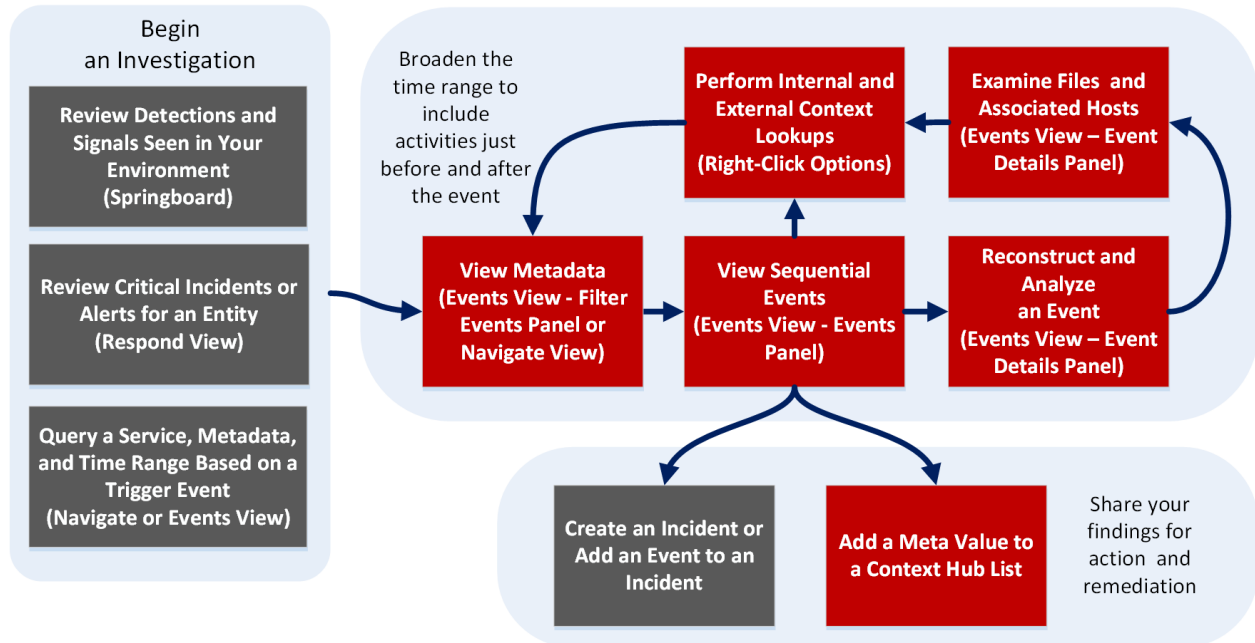 Begin
an Investigation
Review Detections and
Signals Seen in Your
Environment
(Springboard)
Review Critical Incidents or
Alerts for an Entity
(Respond View)
Query a Service, Metadata,
and Time Range Based on a
Trigger Event
(Navigate or Events View)
Broaden the
time range to
include
activities just
before and after
the event
Perform Internal and
External Context
Lookups
(Right-Click Options)
Examine Files and
Associated Hosts
(Events View – Event
Details Panel)
View Metadata
(Events View - Filter
Events Panel or
Navigate View)
View Sequential
Events
(Events View - Events
Panel)
Reconstruct and
Analyze
an Event
(Events View – Event
Details Panel)
Create an Incident or
Add an Event to an
Incident
Add a Meta Value to
a Context Hub List
Share your
findings for
action and
remediation